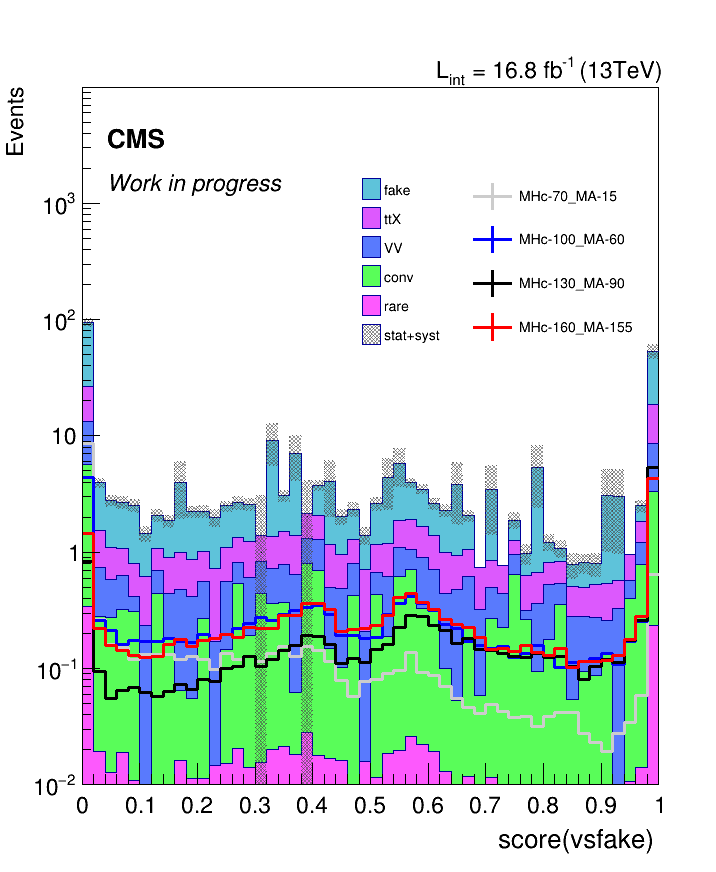 L_int = 16.8 fb^-1 (13TeV)
Events
CMS
Work in progress
fake
ttX
VV
conv
rare
stat+syst
MHc-70_MA-15
MHc-100_MA-60
MHc-130_MA-90
MHc-160_MA-155
10^3
10^2
10
1
10^−1
10^−2
0 0.1 0.2 0.3 0.4 0.5 0.6 0.7 0.8 0.9 1
score(vsfake)